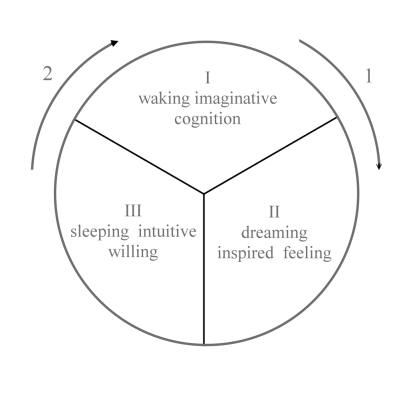 2
1
I
waking imaginative
cognition
III
sleeping intuitive
willing
II
dreaming
inspired feeling